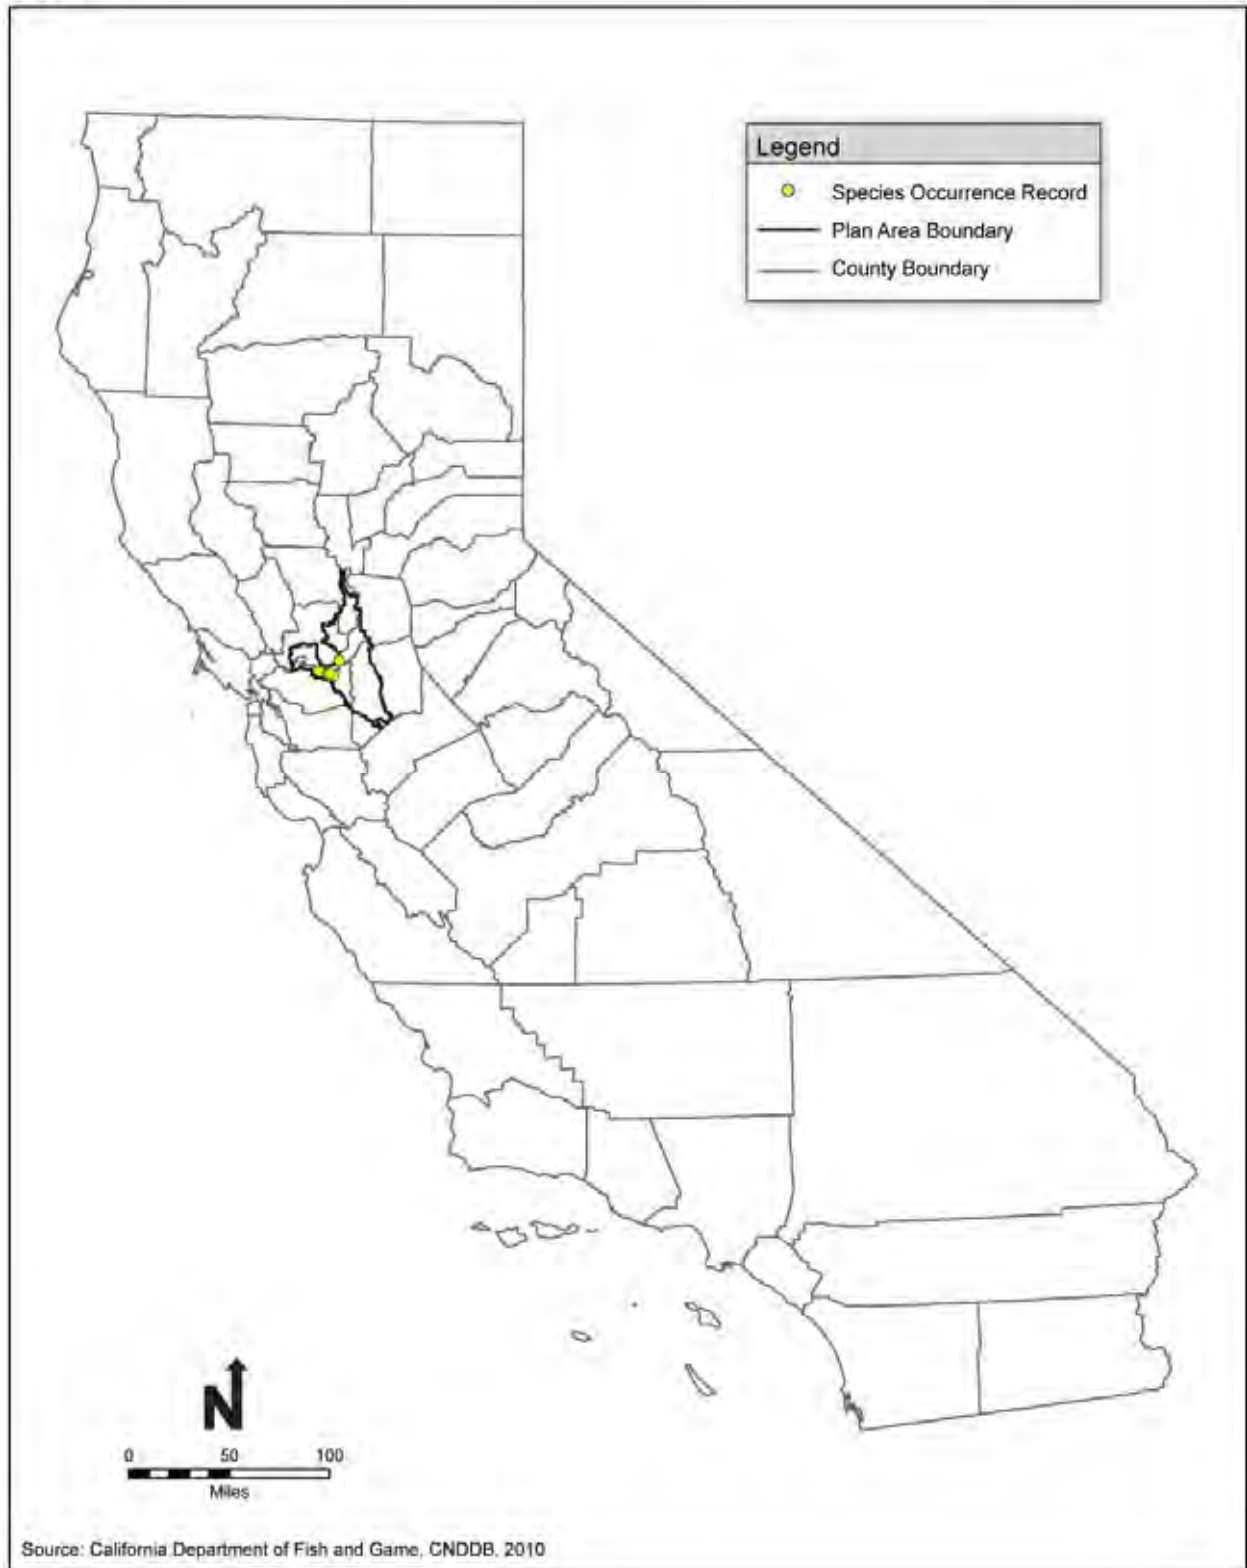 Legend
Species Occurrence Record
Plan Area Boundary
County Boundary
N
0 50 100
Miles
Source: California Department of Fish and Game, CNDDB, 2010